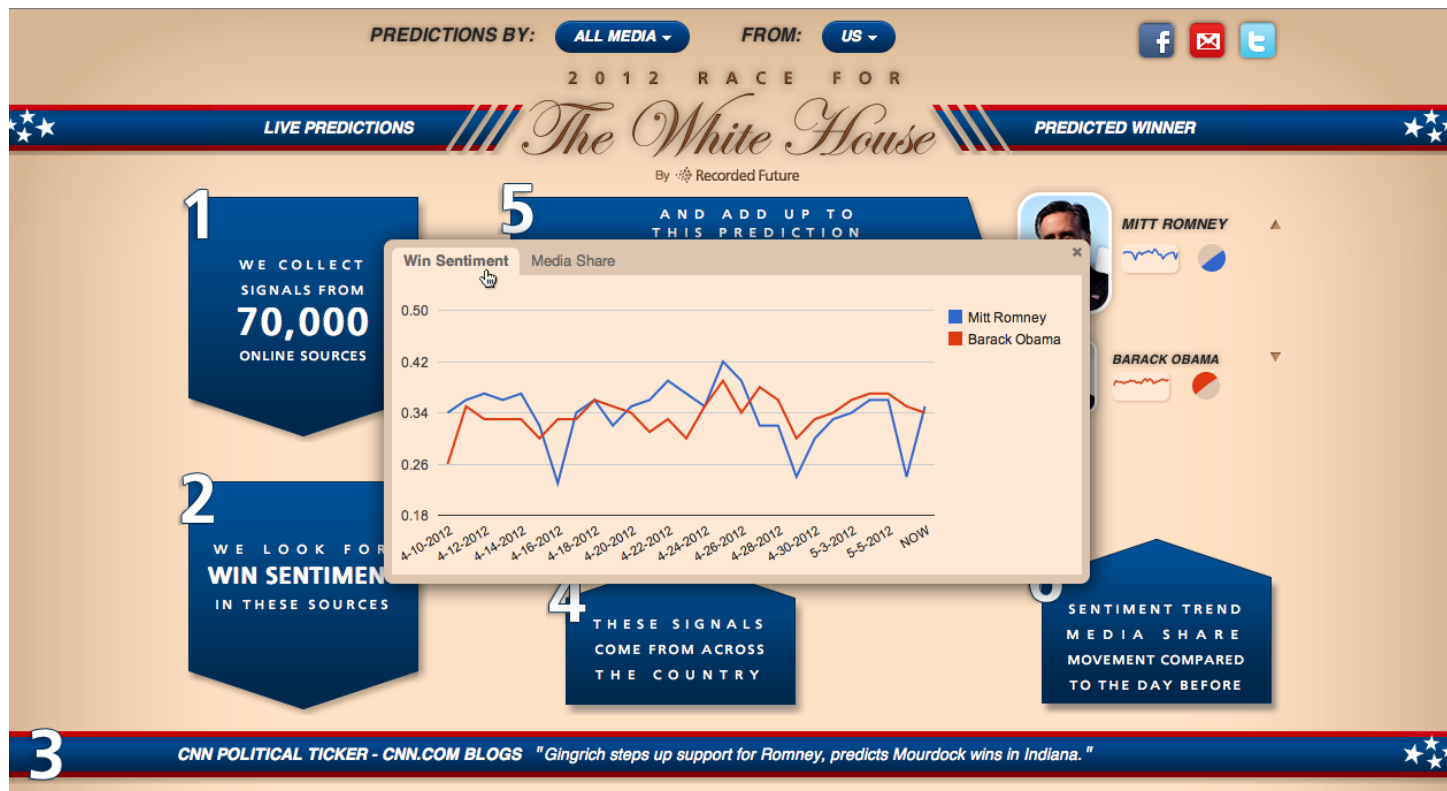 PREDICTIONS BY: ALL MEDIA FROM: US
2012 RACE FOR
The White House
By Recorded Future
LIVE PREDICTIONS
PREDICTED WINNER
1
WE COLLECT
SIGNALS FROM
70,000
ONLINE SOURCES
5
AND ADD UP TO
THIS PREDICTION
MITT ROMNEY
BARACK OBAMA
Win Sentiment Media Share ×
0.50
0.42
0.34
0.26
0.18
Mitt Romney
Barack Obama
4-10-2012 4-12-2012 4-14-2012 4-16-2012 4-18-2012 4-20-2012 4-22-2012 4-24-2012 4-26-2012 4-28-2012 4-30-2012 5-3-2012 5-5-2012 NOW
2
WE LOOK FOR
WIN SENTIMEN
IN THESE SOURCES
4
THESE SIGNALS
COME FROM ACROSS
THE COUNTRY
SENTIMENT TREND
MEDIA SHARE
MOVEMENT COMPARED
TO THE DAY BEFORE
3
CNN POLITICAL TICKER - CNN.COM BLOGS "Gingrich steps up support for Romney, predicts Mourdock wins in Indiana."